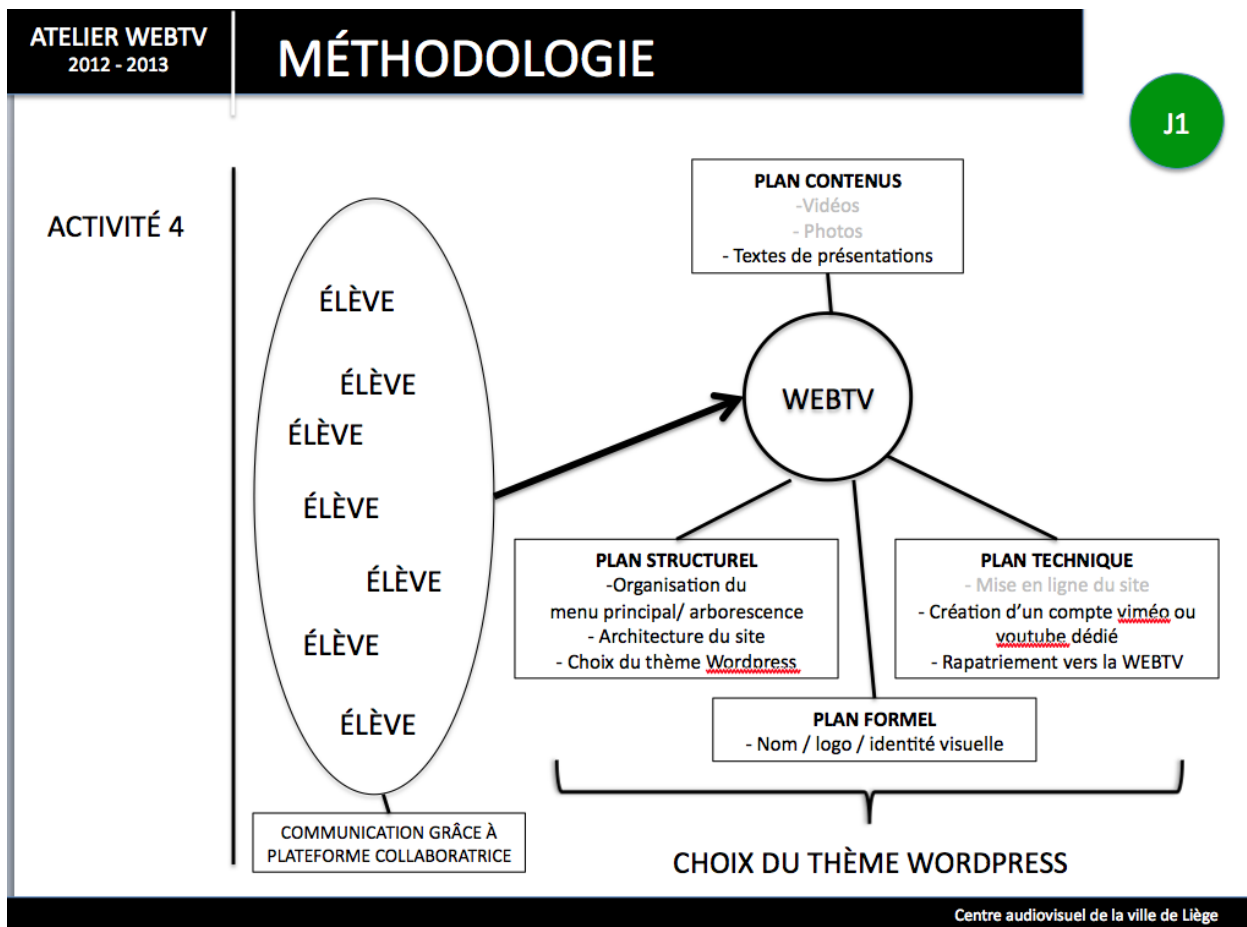 ATELIER WEBTV
2012 - 2013
MÉTHODOLOGIE
J1
ACTIVITÉ 4
ÉLÈVE
ÉLÈVE
ÉLÈVE
ÉLÈVE
ÉLÈVE
ÉLÈVE
ÉLÈVE
COMMUNICATION GRÂCE À
PLATEFORME COLLABORATRICE
PLAN CONTENUS
-Vidéos
- Photos
- Textes de présentations
WEBTV
PLAN STRUCTUREL
-Organisation du
menu principal/ arborescence
- Architecture du site
- Choix du thème Wordpress
PLAN TECHNIQUE
- Mise en ligne du site
- Création d'un compte viméo ou
youtube dédié
- Rapatriement vers la WEBTV
PLAN FORMEL
- Nom / logo / identité visuelle
CHOIX DU THÈME WORDPRESS
Centre audiovisuel de la ville de Liège